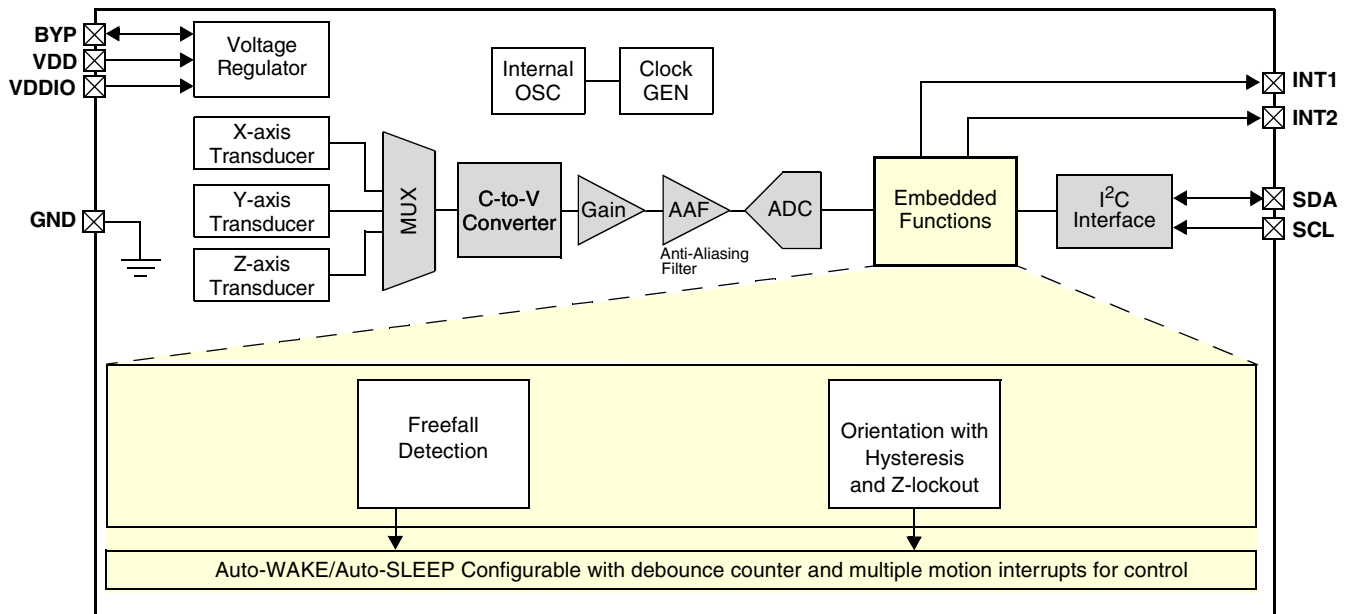 BYP
VDD
VDDIO
Voltage
Regulator
Internal
OSC
Clock
GEN
INT1
INT2
X-axis
Transducer
Y-axis
Transducer
Z-axis
Transducer
MUX
C-to-V
Converter
Gain
AAF
Anti-Aliasing
Filter
ADC
Embedded
Functions
I²C
Interface
SDA
SCL
GND
Freefall
Detection
Orientation with
Hysteresis
and Z-lockout
Auto-WAKE/Auto-SLEEP Configurable with debounce counter and multiple motion interrupts for control